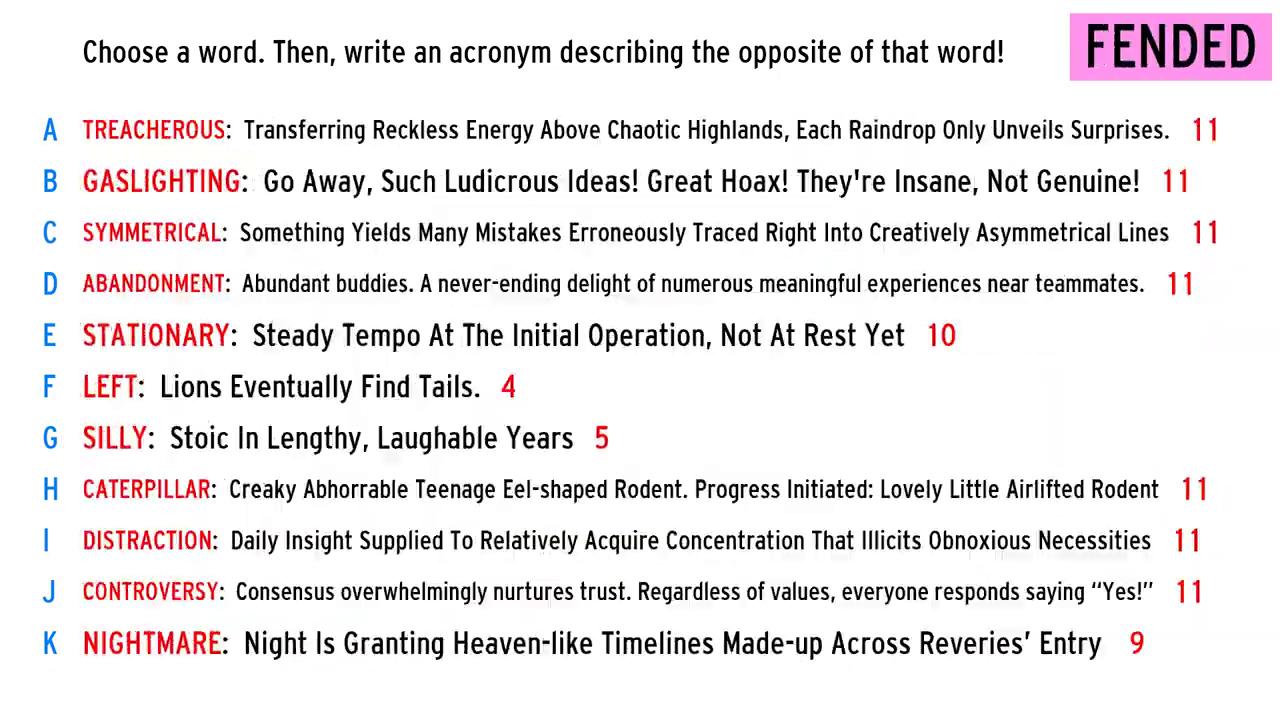 Choose a word. Then, write an acronym describing the opposite of that word!
FENDED
A TREACHEROUS: Transferring Reckless Energy Above Chaotic Highlands, Each Raindrop Only Unveils Surprises. 11
B GASLIGHTING: Go Away, Such Ludicrous Ideas! Great Hoax! They're Insane, Not Genuine! 11
C SYMMETRICAL: Something Yields Many Mistakes Erroneously Traced Right Into Creatively Asymmetrical Lines 11
D ABANDONMENT: Abundant buddies. A never-ending delight of numerous meaningful experiences near teammates. 11
E STATIONARY: Steady Tempo At The Initial Operation, Not At Rest Yet 10
F LEFT: Lions Eventually Find Tails. 4
G SILLY: Stoic In Lengthy, Laughable Years 5
H CATERPILLAR: Creaky Abhorrable Teenage Eel-shaped Rodent. Progress Initiated: Lovely Little Airlifted Rodent 11
I DISTRACTION: Daily Insight Supplied To Relatively Acquire Concentration That Illicits Obnoxious Necessities 11
J CONTROVERSY: Consensus overwhelmingly nurtures trust. Regardless of values, everyone responds saying “Yes!” 11
K NIGHTMARE: Night Is Granting Heaven-like Timelines Made-up Across Reveries’ Entry 9